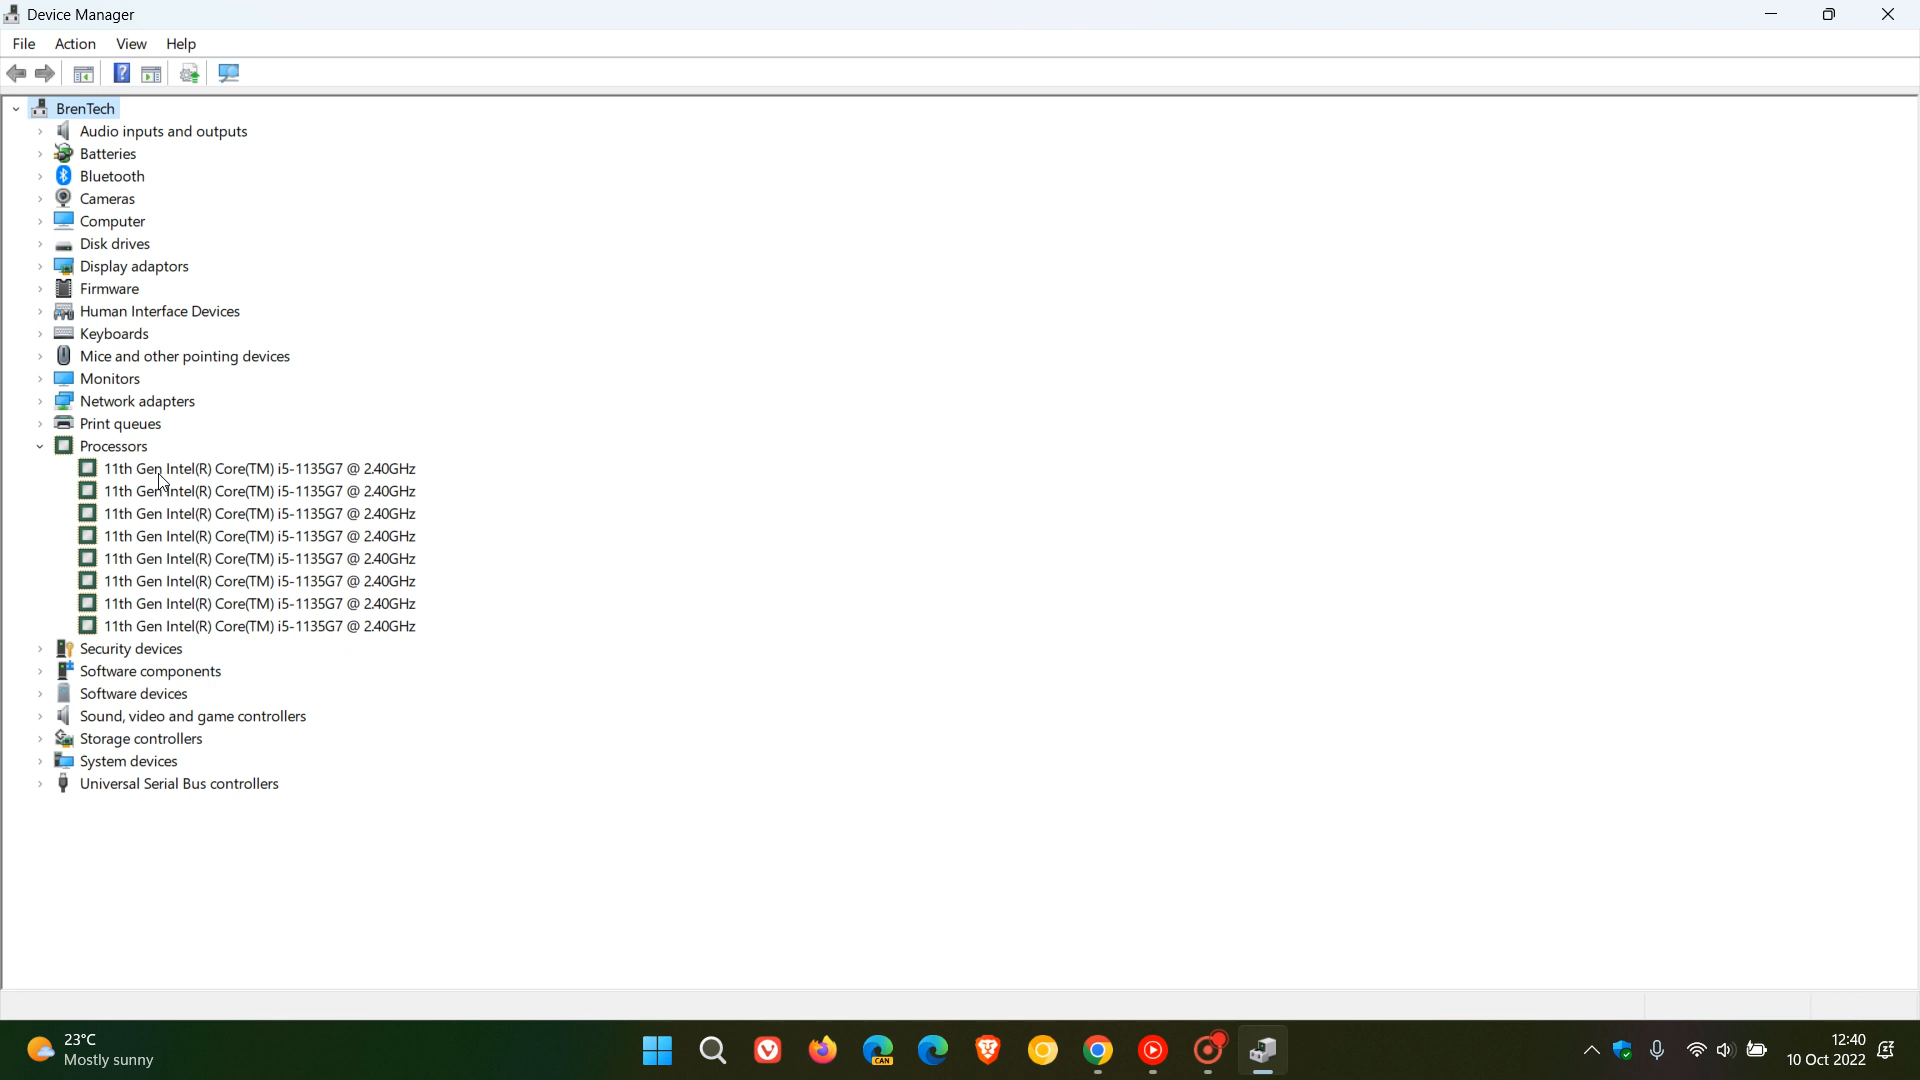 Device Manager
File Action View Help
BrenTech
Audio inputs and outputs
Batteries
Bluetooth
Cameras
Computer
Disk drives
Display adaptors
Firmware
Human Interface Devices
Keyboards
Mice and other pointing devices
Monitors
Network adapters
Print queues
Processors
11th Gen Intel(R) Core(TM) i5-1135G7 @ 2.40GHz
11th Gen Intel(R) Core(TM) i5-1135G7 @ 2.40GHz
11th Gen Intel(R) Core(TM) i5-1135G7 @ 2.40GHz
11th Gen Intel(R) Core(TM) i5-1135G7 @ 2.40GHz
11th Gen Intel(R) Core(TM) i5-1135G7 @ 2.40GHz
11th Gen Intel(R) Core(TM) i5-1135G7 @ 2.40GHz
11th Gen Intel(R) Core(TM) i5-1135G7 @ 2.40GHz
11th Gen Intel(R) Core(TM) i5-1135G7 @ 2.40GHz
Security devices
Software components
Software devices
Sound, video and game controllers
Storage controllers
System devices
Universal Serial Bus controllers
23°C
Mostly sunny
CAN
12:40
10 Oct 2022